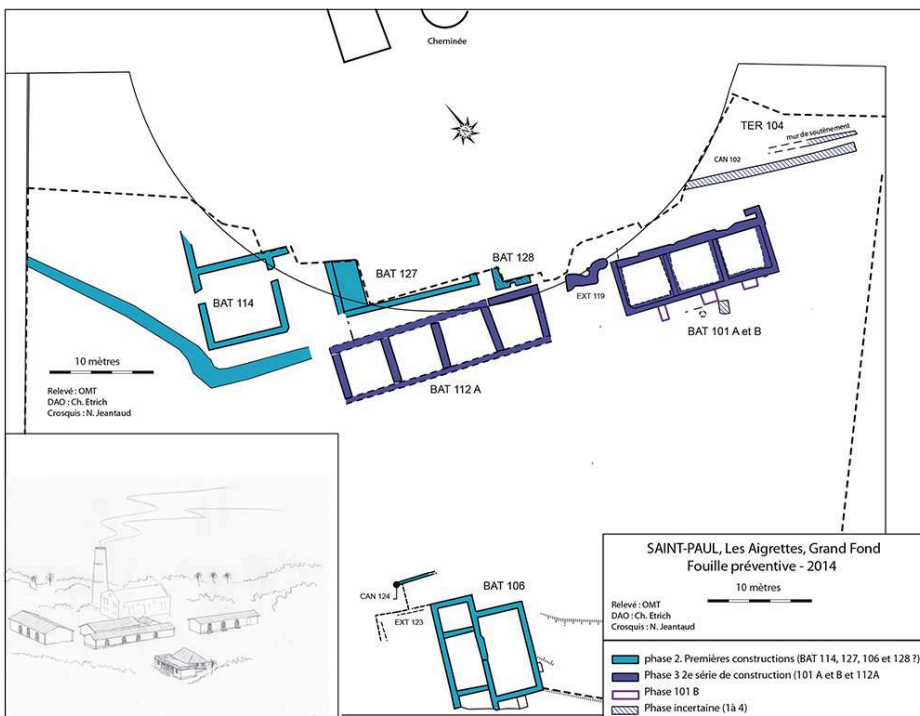 Cheminée
TER 104
mur de soutènement
CAN 102
BAT 114
BAT 127
BAT 128
EXT 119
BAT 101 A et B
BAT 112 A
10 mètres
Relevé : OMT
DAO : Ch. Etrich
Crosquis : N. Jeantaud
BAT 106
CAN 124
EXT 123
SAINT-PAUL, Les Aigrettes, Grand Fond
Fouille préventive - 2014
10 mètres
Relevé : OMT
DAO : Ch. Etrich
Crosquis : N. Jeantaud
phase 2. Premières constructions (BAT 114, 127, 106 et 128 ?)
Phase 3 2e série de construction (101 A et B et 112A
Phase 101 B
Phase incertaine (1à 4)